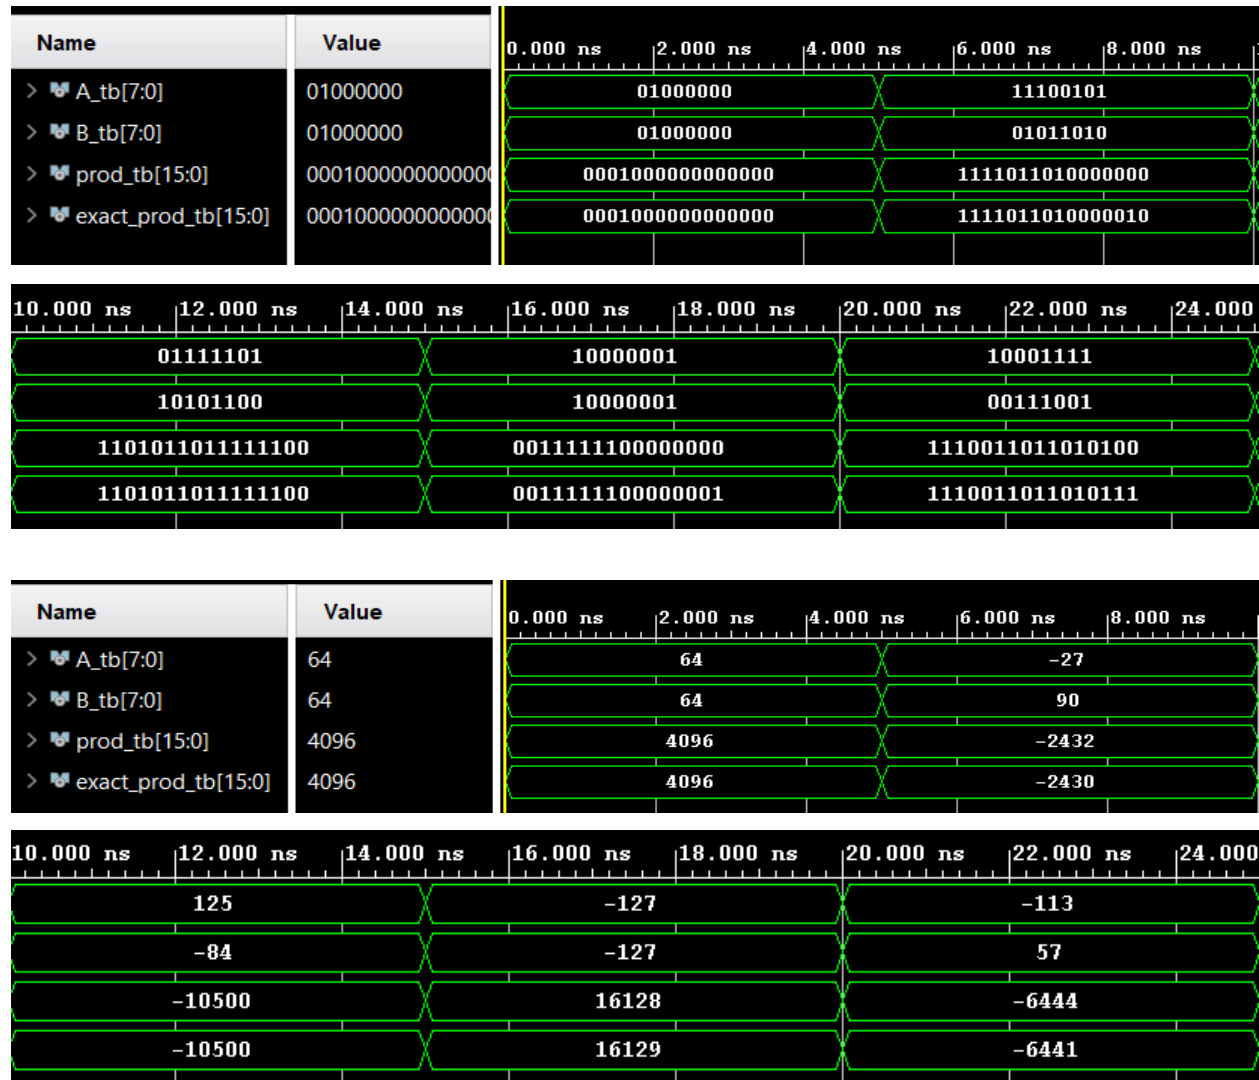 Name Value 0.000 ns 2.000 ns 4.000 ns 6.000 ns 8.000 ns
A_tb[7:0] 01000000 01000000 11100101
B_tb[7:0] 01000000 01000000 01011010
prod_tb[15:0] 000100000000000 0001000000000000 1111011010000000
exact_prod_tb[15:0] 000100000000000 0001000000000000 1111011010000010
10.000 ns 12.000 ns 14.000 ns 16.000 ns 18.000 ns 20.000 ns 22.000 ns 24.000
01111101 10000001 10001111
10101100 10000001 00111001
1101011011111100 0011111100000000 1110011011010100
1101011011111100 0011111100000001 1110011011010111
Name Value 0.000 ns 2.000 ns 4.000 ns 6.000 ns 8.000 ns
A_tb[7:0] 64 64 -27
B_tb[7:0] 64 64 90
prod_tb[15:0] 4096 4096 -2432
exact_prod_tb[15:0] 4096 4096 -2430
10.000 ns 12.000 ns 14.000 ns 16.000 ns 18.000 ns 20.000 ns 22.000 ns 24.000
125 -127 -113
-84 -127 57
-10500 16128 -6444
-10500 16129 -6441